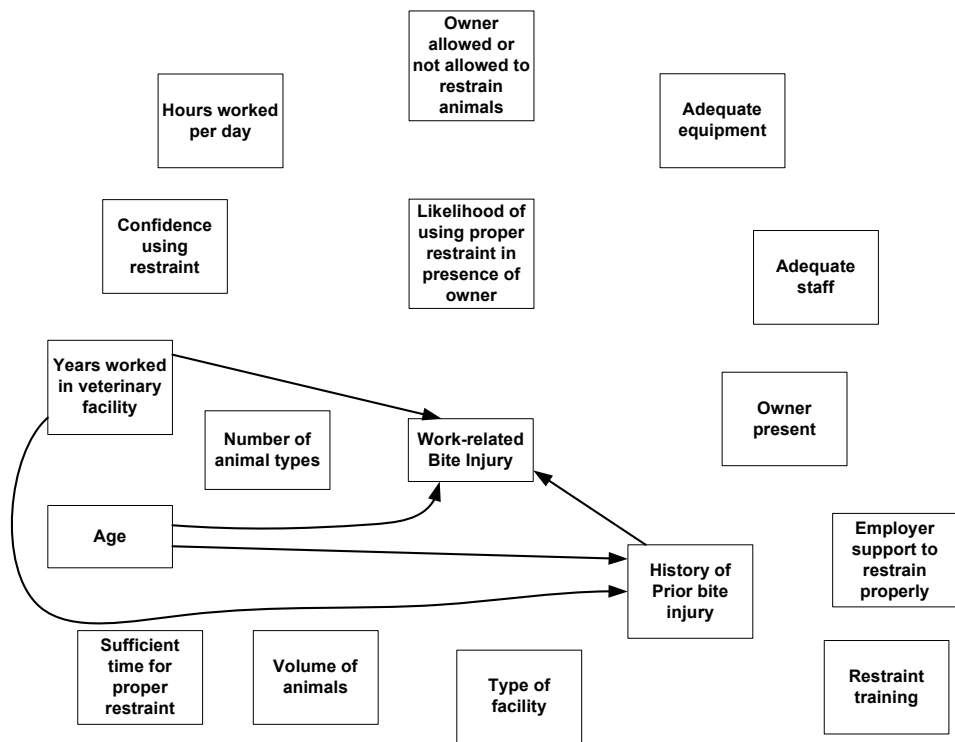 Owner
allowed or
not allowed to
restrain
animals
Hours worked
per day
Adequate
equipment
Confidence
using
restraint
Likelihood of
using proper
restraint in
presence of
owner
Adequate
staff
Years worked
in veterinary
facility
Owner
present
Number of
animal types
Work-related
Bite Injury
Age
History of
Prior bite
injury
Employer
support to
restrain
properly
Sufficient
time for
proper
restraint
Volume of
animals
Type of
facility
Restraint
training